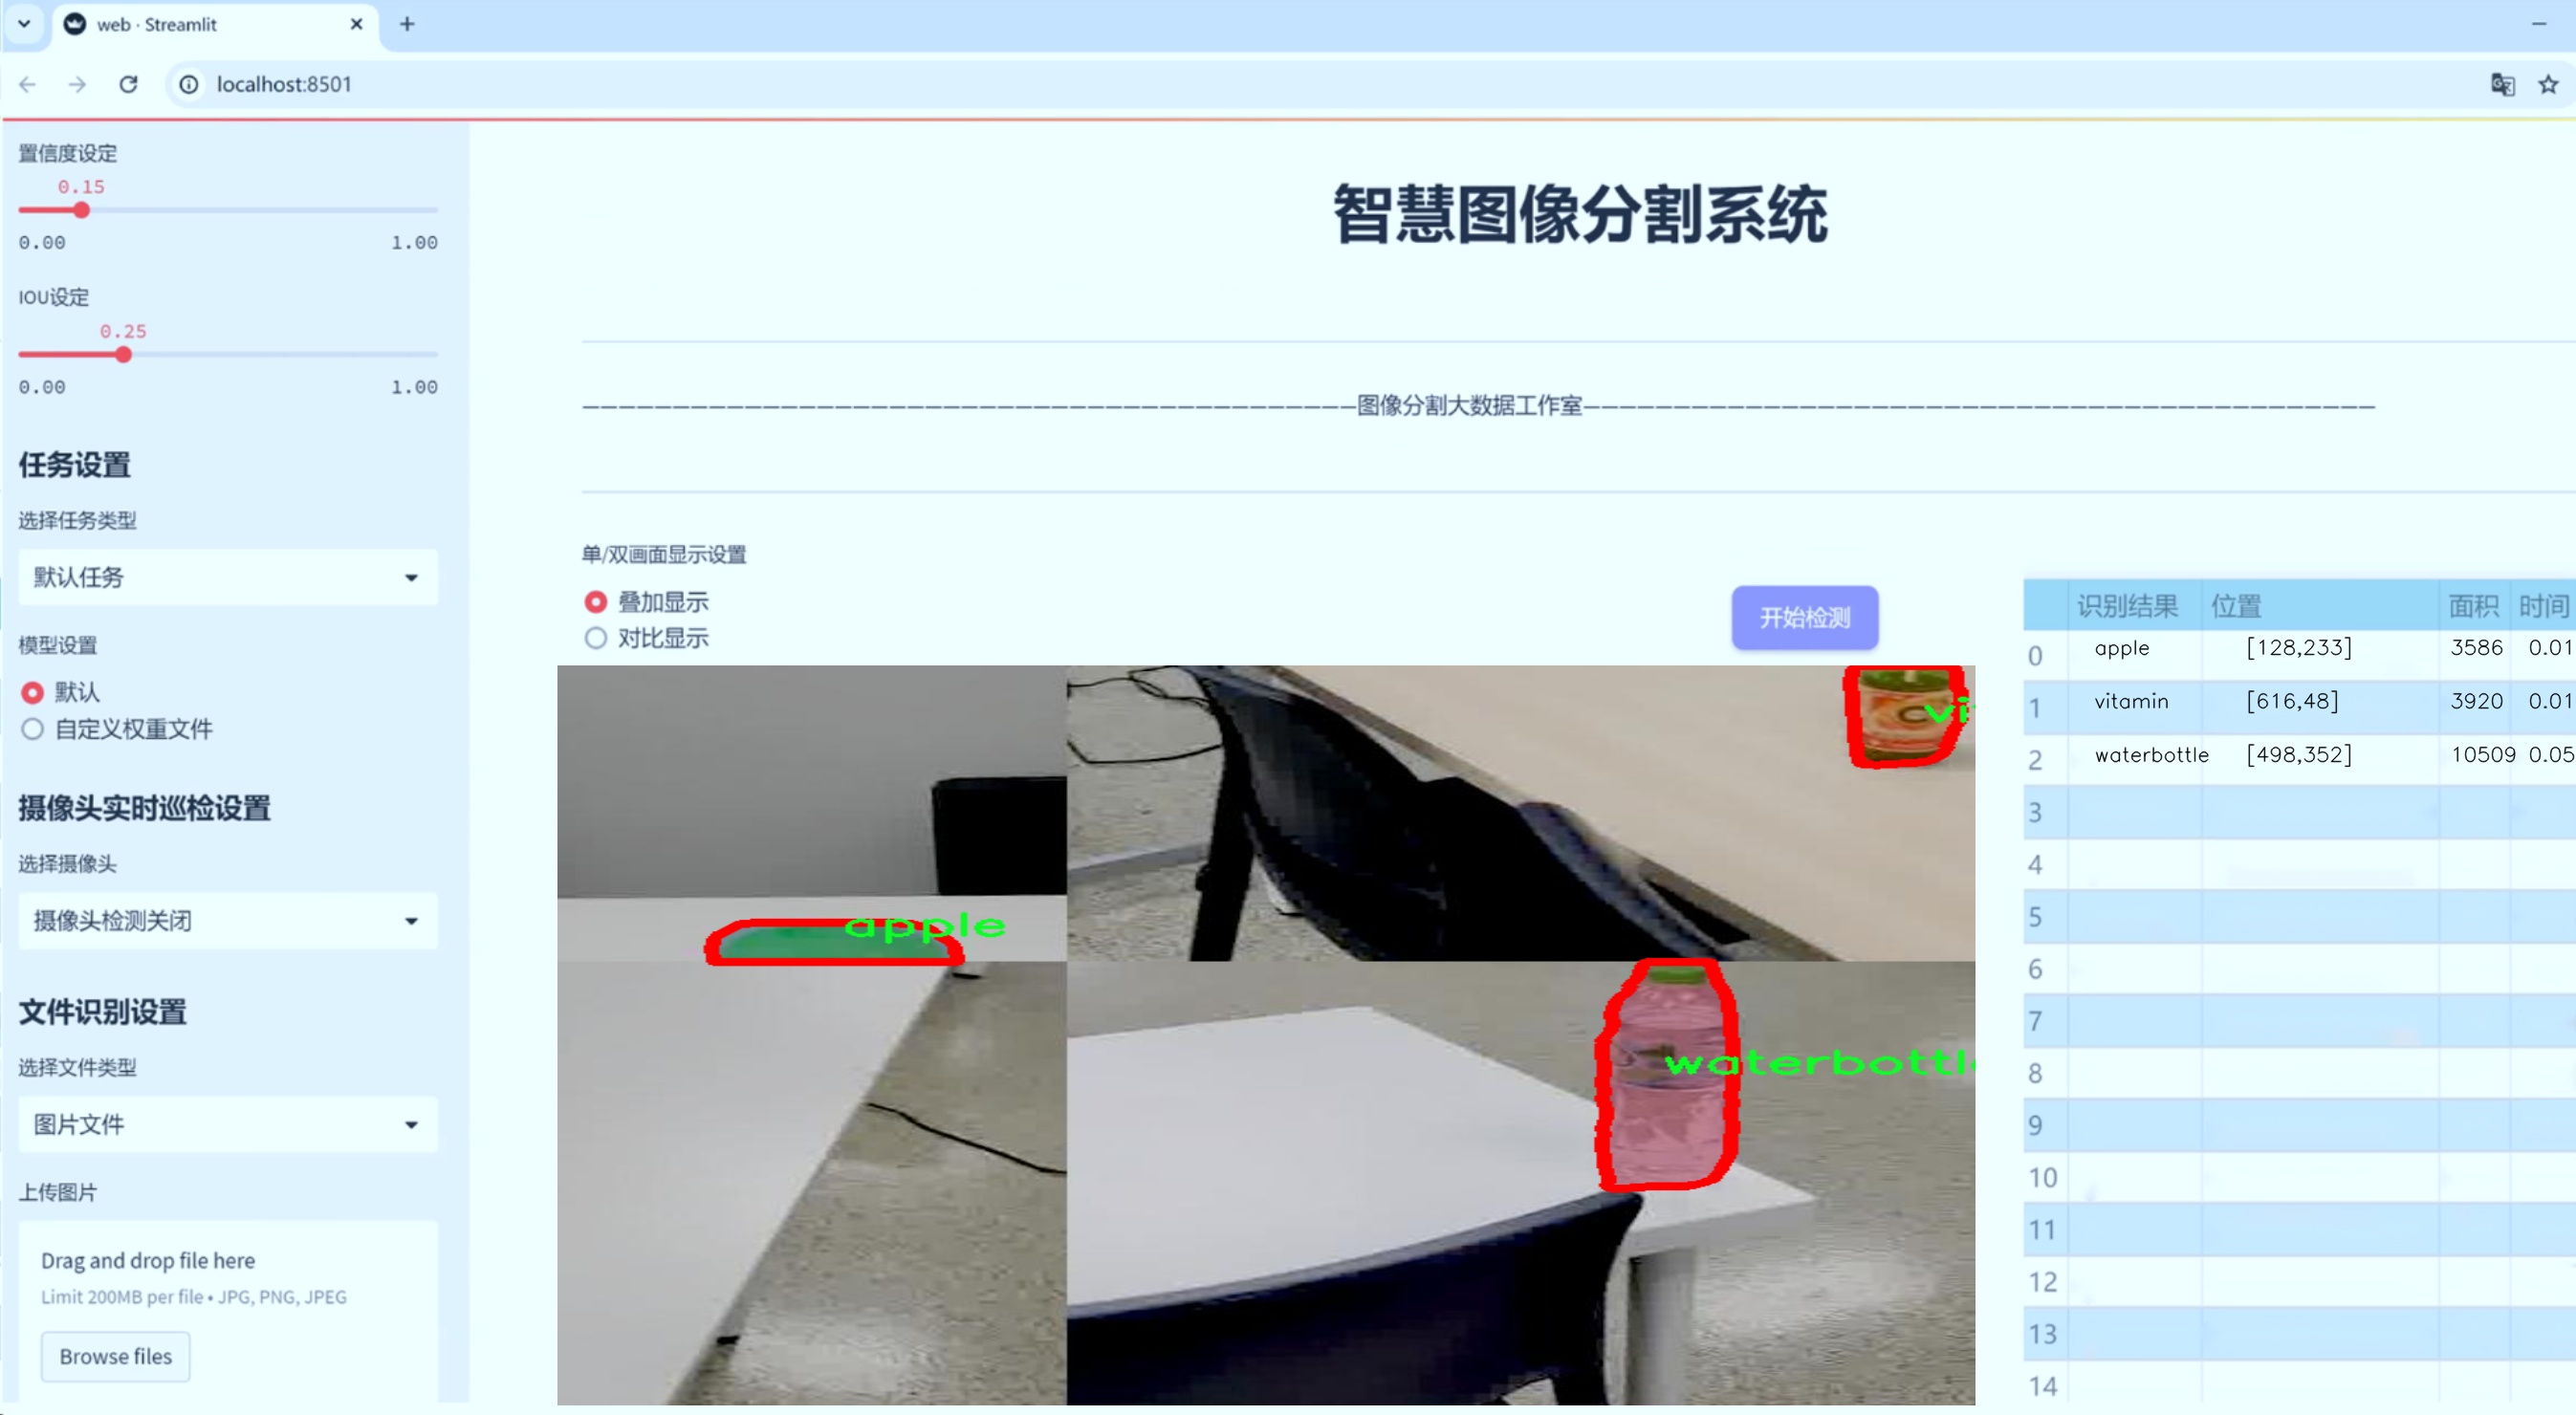 web · Streamlit
localhost:8501
置信度设定
0.15
0.00 1.00
IOU设定
0.25
0.00 1.00
任务设置
选择任务类型
默认任务
模型设置
默认
自定义权重文件
摄像头实时巡检设置
选择摄像头
摄像头检测关闭
文件识别设置
选择文件类型
图片文件
上传图片
Drag and drop file here
Limit 200MB per file • JPG, PNG, JPEG
Browse files
智慧图像分割系统
————————————————————————————————————————————图像分割大数据工作室————————————————————————————————————————————
单/双画面显示设置
叠加显示
对比显示
开始检测
C vi
apple
waterbottle
识别结果 位置 面积 时间
0 apple [128,233] 3586 0.01
1 vitamin [616,48] 3920 0.01
2 waterbottle [498,352] 10509 0.05
3
4
5
6
7
8
9
10
11
12
13
14